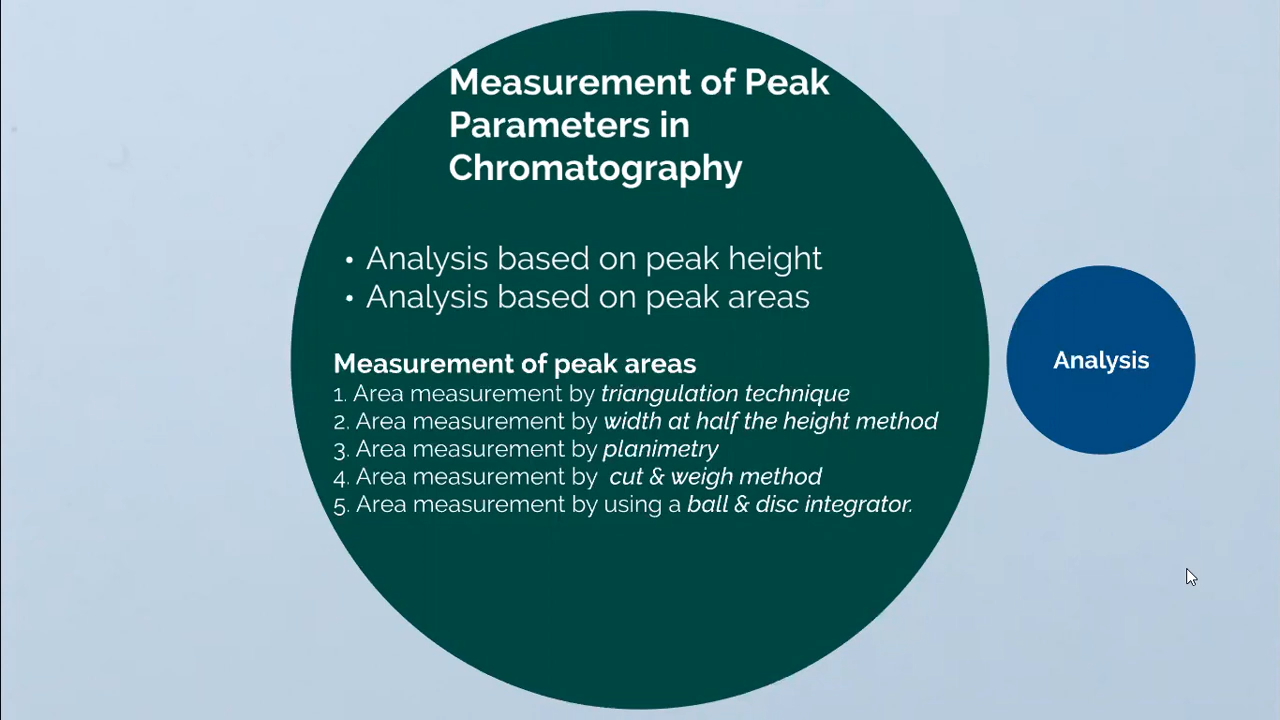 Measurement of Peak
Parameters in
Chromatography
• Analysis based on peak height
• Analysis based on peak areas
Measurement of peak areas
1. Area measurement by triangulation technique
2. Area measurement by width at half the height method
3. Area measurement by planimetry
4. Area measurement by cut & weigh method
5. Area measurement by using a ball & disc integrator.
Analysis